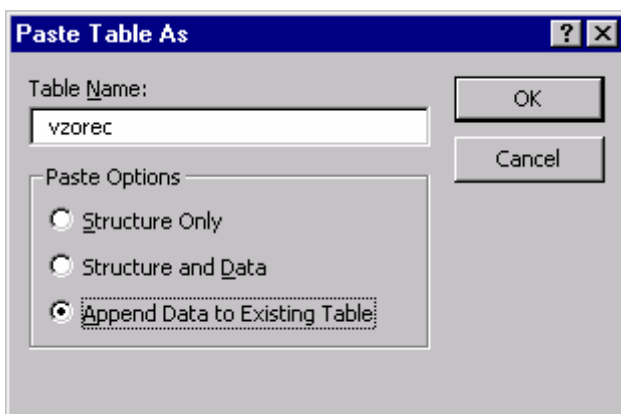 Paste Table As
Table Name:
OK
vzorec
Cancel
Paste Options
Structure Only
Structure and Data
Append Data to Existing Table